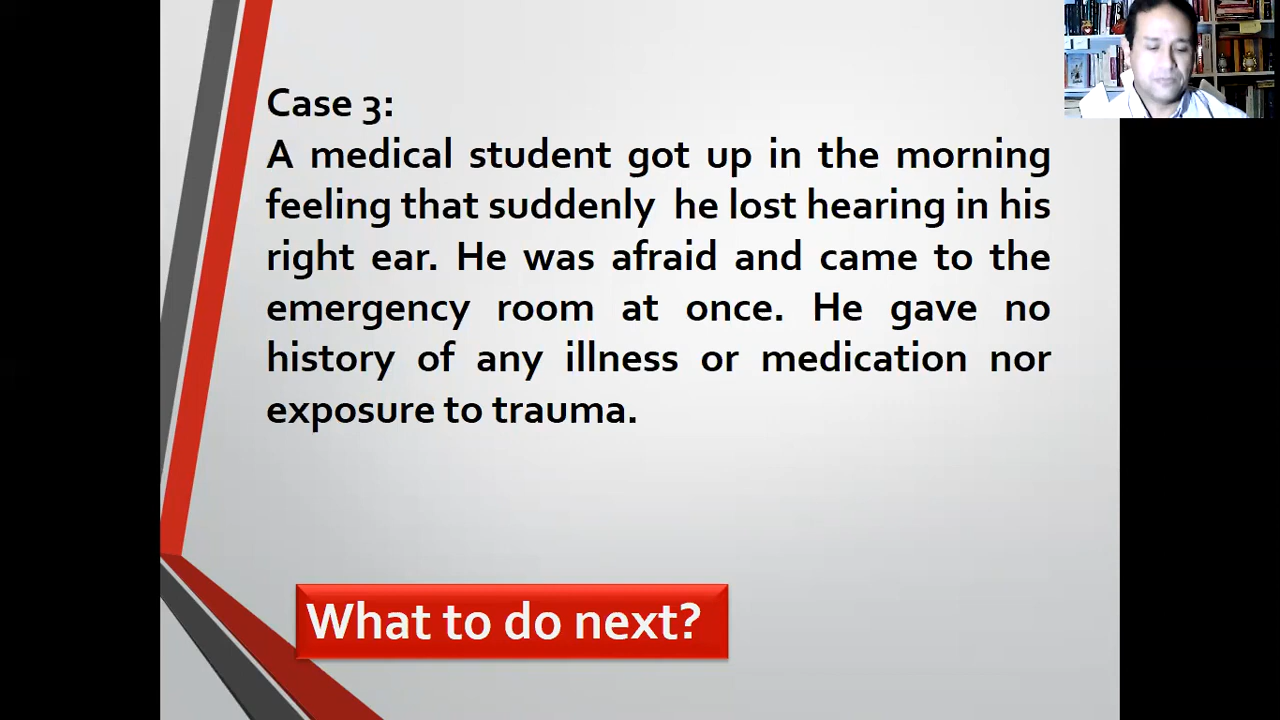 Case 3:
A medical student got up in the morning
feeling that suddenly he lost hearing in his
right ear. He was afraid and came to the
emergency room at once. He gave no
history of any illness or medication nor
exposure to trauma.
What to do next?